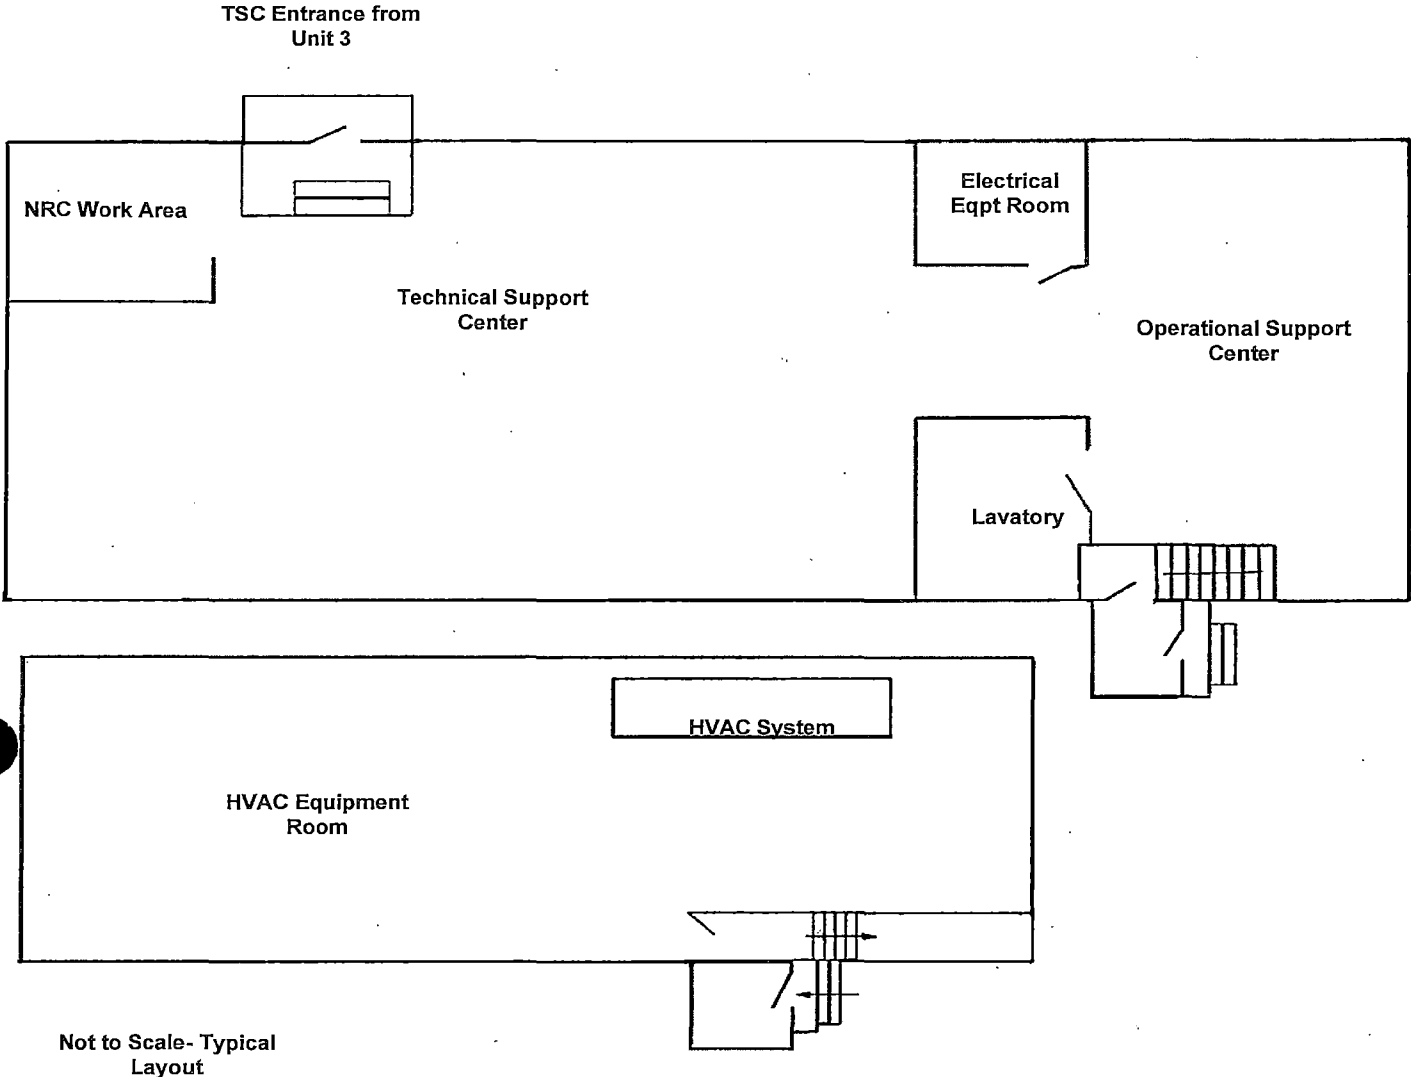 TSC Entrance from
Unit 3
NRC Work Area
Electrical
Eqpt Room
Technical Support
Center
Operational Support
Center
Lavatory
HVAC System
HVAC Equipment
Room
Not to Scale- Typical
Layout